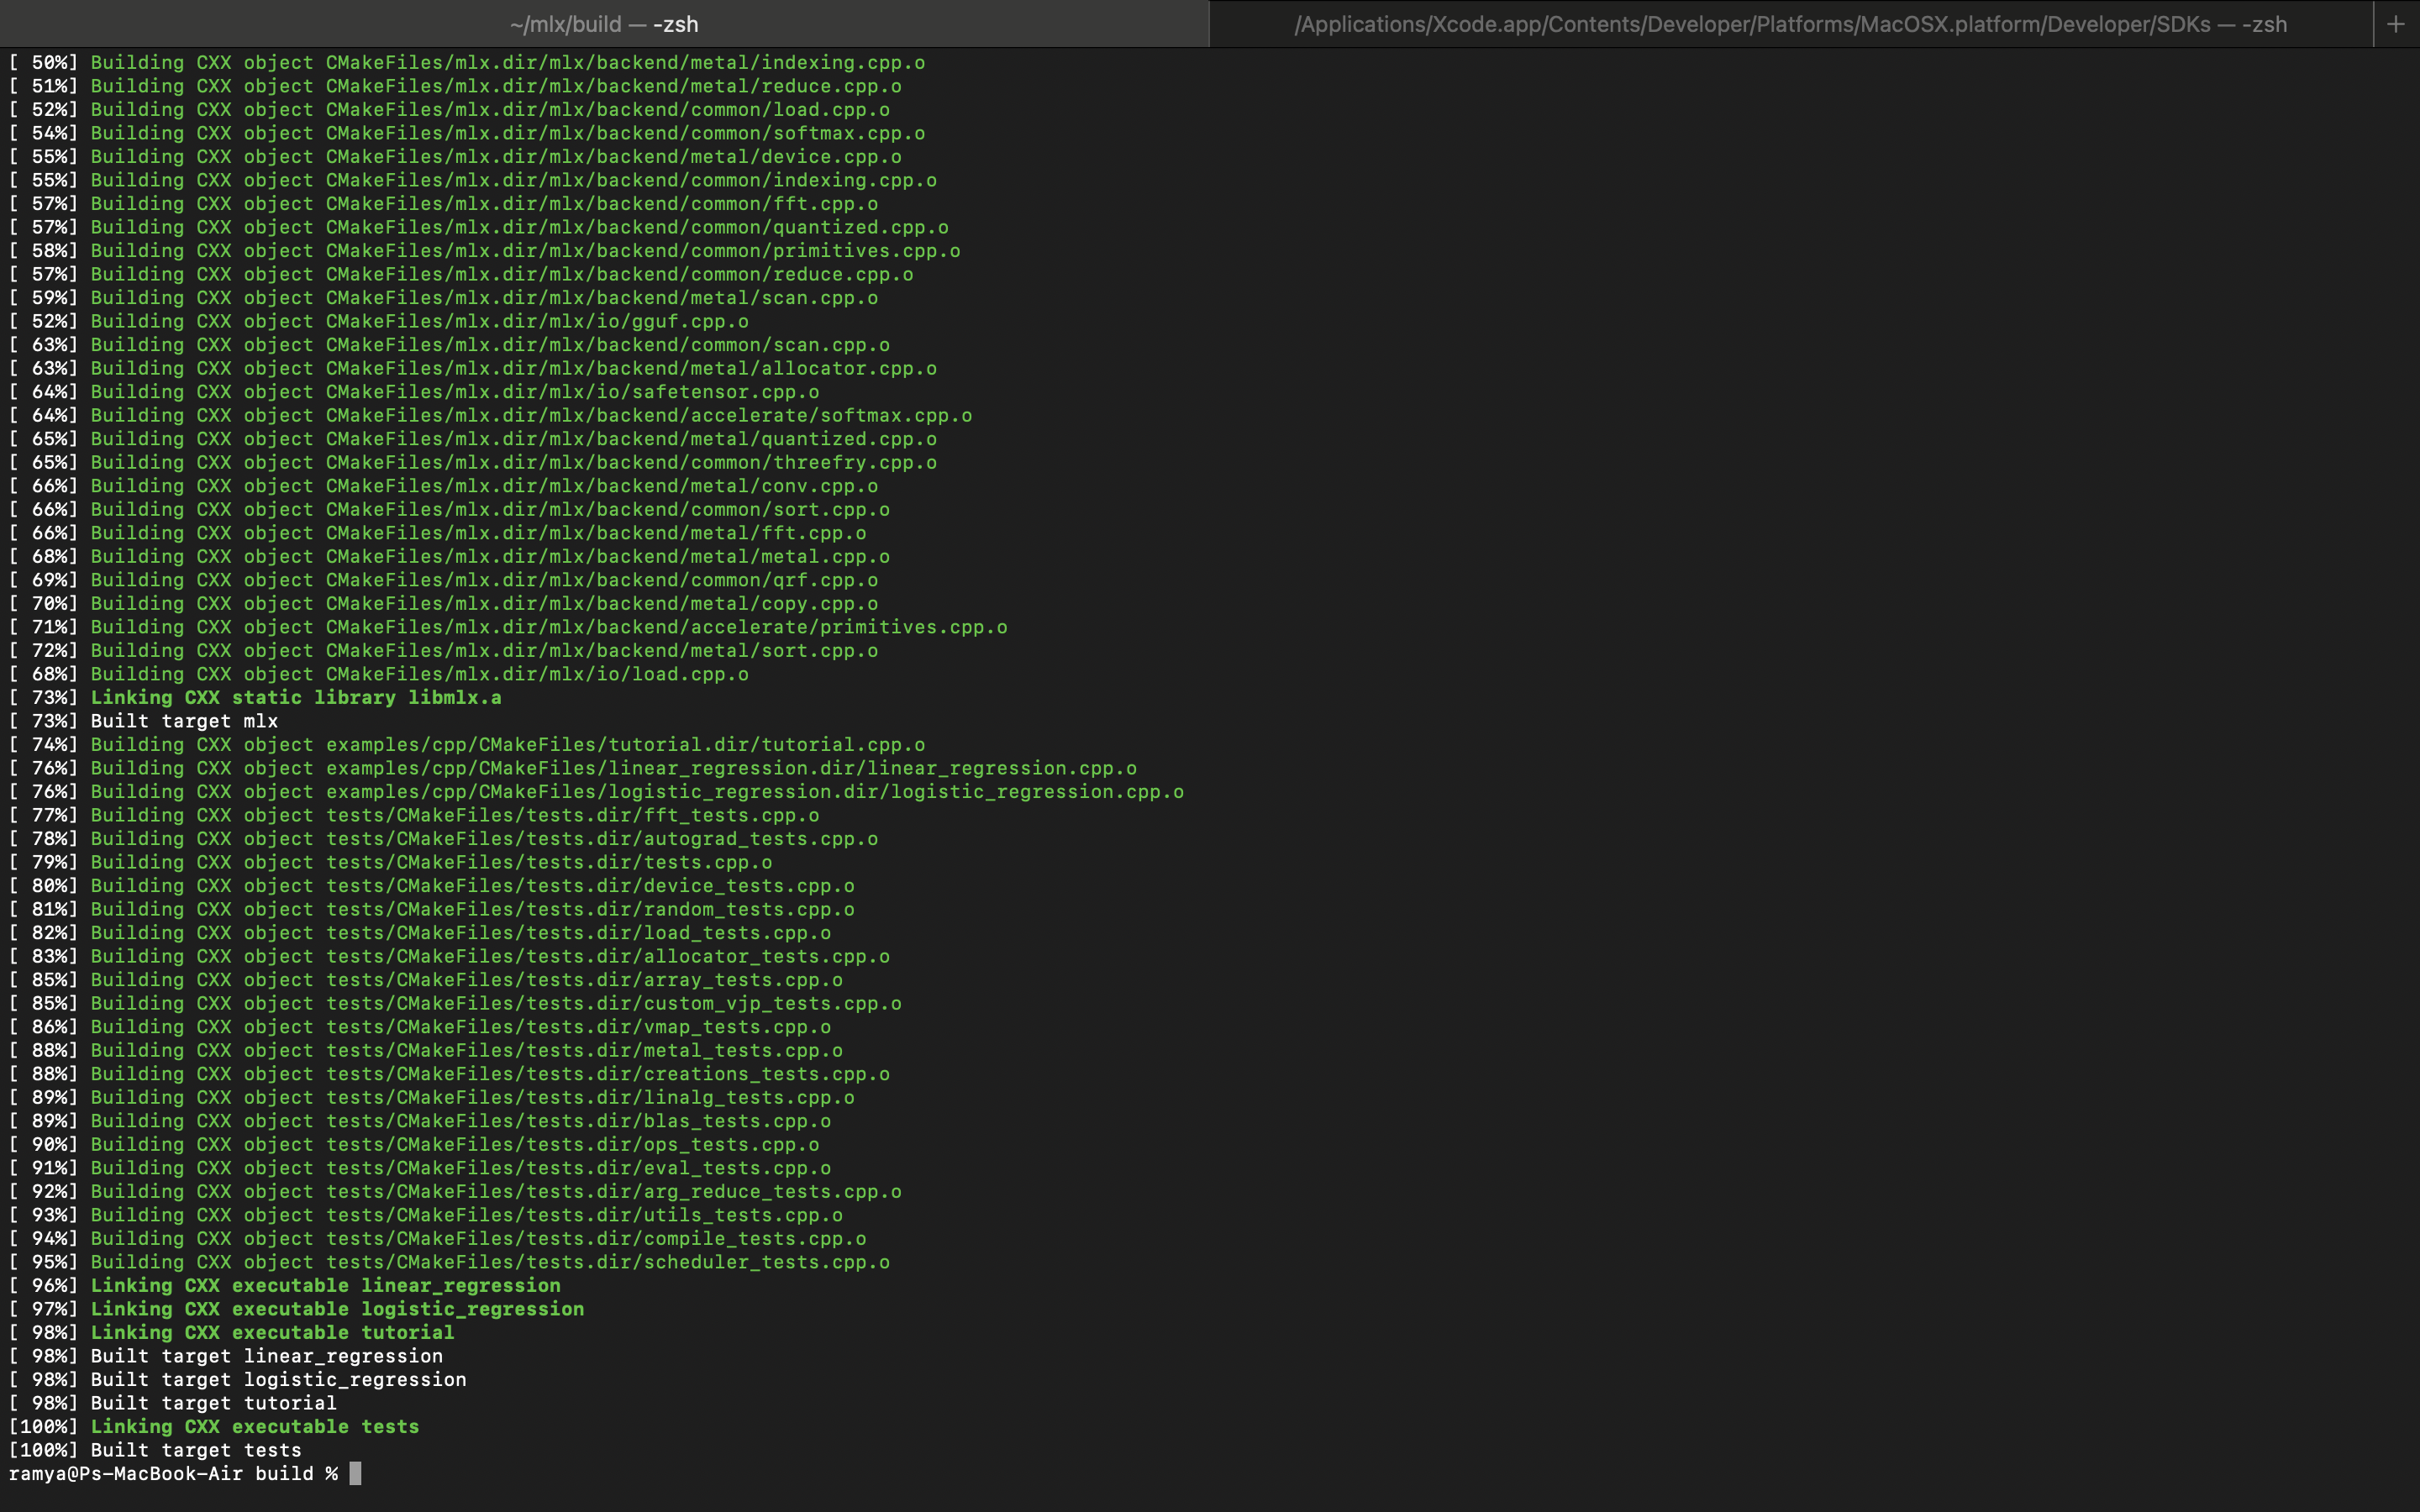 ~/mlx/build — -zsh
/Applications/Xcode.app/Contents/Developer/Platforms/MacOSX.platform/Developer/SDKs — -zsh
+
[ 50%] Building CXX object CMakeFiles/mlx.dir/mlx/backend/metal/indexing.cpp.o
[ 51%] Building CXX object CMakeFiles/mlx.dir/mlx/backend/metal/reduce.cpp.o
[ 52%] Building CXX object CMakeFiles/mlx.dir/mlx/backend/common/load.cpp.o
[ 54%] Building CXX object CMakeFiles/mlx.dir/mlx/backend/common/softmax.cpp.o
[ 55%] Building CXX object CMakeFiles/mlx.dir/mlx/backend/metal/device.cpp.o
[ 55%] Building CXX object CMakeFiles/mlx.dir/mlx/backend/common/indexing.cpp.o
[ 57%] Building CXX object CMakeFiles/mlx.dir/mlx/backend/common/fft.cpp.o
[ 57%] Building CXX object CMakeFiles/mlx.dir/mlx/backend/common/quantized.cpp.o
[ 58%] Building CXX object CMakeFiles/mlx.dir/mlx/backend/common/primitives.cpp.o
[ 57%] Building CXX object CMakeFiles/mlx.dir/mlx/backend/common/reduce.cpp.o
[ 59%] Building CXX object CMakeFiles/mlx.dir/mlx/backend/metal/scan.cpp.o
[ 52%] Building CXX object CMakeFiles/mlx.dir/mlx/io/gguf.cpp.o
[ 63%] Building CXX object CMakeFiles/mlx.dir/mlx/backend/common/scan.cpp.o
[ 63%] Building CXX object CMakeFiles/mlx.dir/mlx/backend/metal/allocator.cpp.o
[ 64%] Building CXX object CMakeFiles/mlx.dir/mlx/io/safetensor.cpp.o
[ 64%] Building CXX object CMakeFiles/mlx.dir/mlx/backend/accelerate/softmax.cpp.o
[ 65%] Building CXX object CMakeFiles/mlx.dir/mlx/backend/metal/quantized.cpp.o
[ 65%] Building CXX object CMakeFiles/mlx.dir/mlx/backend/common/threefry.cpp.o
[ 66%] Building CXX object CMakeFiles/mlx.dir/mlx/backend/metal/conv.cpp.o
[ 66%] Building CXX object CMakeFiles/mlx.dir/mlx/backend/common/sort.cpp.o
[ 66%] Building CXX object CMakeFiles/mlx.dir/mlx/backend/metal/fft.cpp.o
[ 68%] Building CXX object CMakeFiles/mlx.dir/mlx/backend/metal/metal.cpp.o
[ 69%] Building CXX object CMakeFiles/mlx.dir/mlx/backend/common/qrf.cpp.o
[ 70%] Building CXX object CMakeFiles/mlx.dir/mlx/backend/metal/copy.cpp.o
[ 71%] Building CXX object CMakeFiles/mlx.dir/mlx/backend/accelerate/primitives.cpp.o
[ 72%] Building CXX object CMakeFiles/mlx.dir/mlx/backend/metal/sort.cpp.o
[ 68%] Building CXX object CMakeFiles/mlx.dir/mlx/io/load.cpp.o
[ 73%] Linking CXX static library libmlx.a
[ 73%] Built target mlx
[ 74%] Building CXX object examples/cpp/CMakeFiles/tutorial.dir/tutorial.cpp.o
[ 76%] Building CXX object examples/cpp/CMakeFiles/linear_regression.dir/linear_regression.cpp.o
[ 76%] Building CXX object examples/cpp/CMakeFiles/logistic_regression.dir/logistic_regression.cpp.o
[ 77%] Building CXX object tests/CMakeFiles/tests.dir/fft_tests.cpp.o
[ 78%] Building CXX object tests/CMakeFiles/tests.dir/autograd_tests.cpp.o
[ 79%] Building CXX object tests/CMakeFiles/tests.dir/tests.cpp.o
[ 80%] Building CXX object tests/CMakeFiles/tests.dir/device_tests.cpp.o
[ 81%] Building CXX object tests/CMakeFiles/tests.dir/random_tests.cpp.o
[ 82%] Building CXX object tests/CMakeFiles/tests.dir/load_tests.cpp.o
[ 83%] Building CXX object tests/CMakeFiles/tests.dir/allocator_tests.cpp.o
[ 85%] Building CXX object tests/CMakeFiles/tests.dir/array_tests.cpp.o
[ 85%] Building CXX object tests/CMakeFiles/tests.dir/custom_vjp_tests.cpp.o
[ 86%] Building CXX object tests/CMakeFiles/tests.dir/vmap_tests.cpp.o
[ 88%] Building CXX object tests/CMakeFiles/tests.dir/metal_tests.cpp.o
[ 88%] Building CXX object tests/CMakeFiles/tests.dir/creations_tests.cpp.o
[ 89%] Building CXX object tests/CMakeFiles/tests.dir/linalg_tests.cpp.o
[ 89%] Building CXX object tests/CMakeFiles/tests.dir/blas_tests.cpp.o
[ 90%] Building CXX object tests/CMakeFiles/tests.dir/ops_tests.cpp.o
[ 91%] Building CXX object tests/CMakeFiles/tests.dir/eval_tests.cpp.o
[ 92%] Building CXX object tests/CMakeFiles/tests.dir/arg_reduce_tests.cpp.o
[ 93%] Building CXX object tests/CMakeFiles/tests.dir/utils_tests.cpp.o
[ 94%] Building CXX object tests/CMakeFiles/tests.dir/compile_tests.cpp.o
[ 95%] Building CXX object tests/CMakeFiles/tests.dir/scheduler_tests.cpp.o
[ 96%] Linking CXX executable linear_regression
[ 97%] Linking CXX executable logistic_regression
[ 98%] Linking CXX executable tutorial
[ 98%] Built target linear_regression
[ 98%] Built target logistic_regression
[ 98%] Built target tutorial
[100%] Linking CXX executable tests
[100%] Built target tests
ramya@Ps-MacBook-Air build %